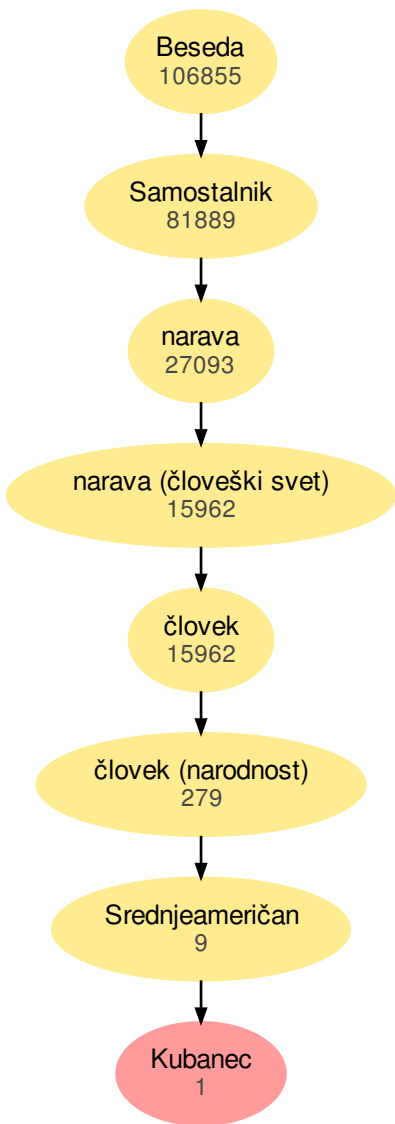 Beseda
106855
Samostalnik
81889
narava
27093
narava (človeški svet)
15962
človek
15962
človek (narodnost)
279
Srednjeameričan
9
Kubanec
1